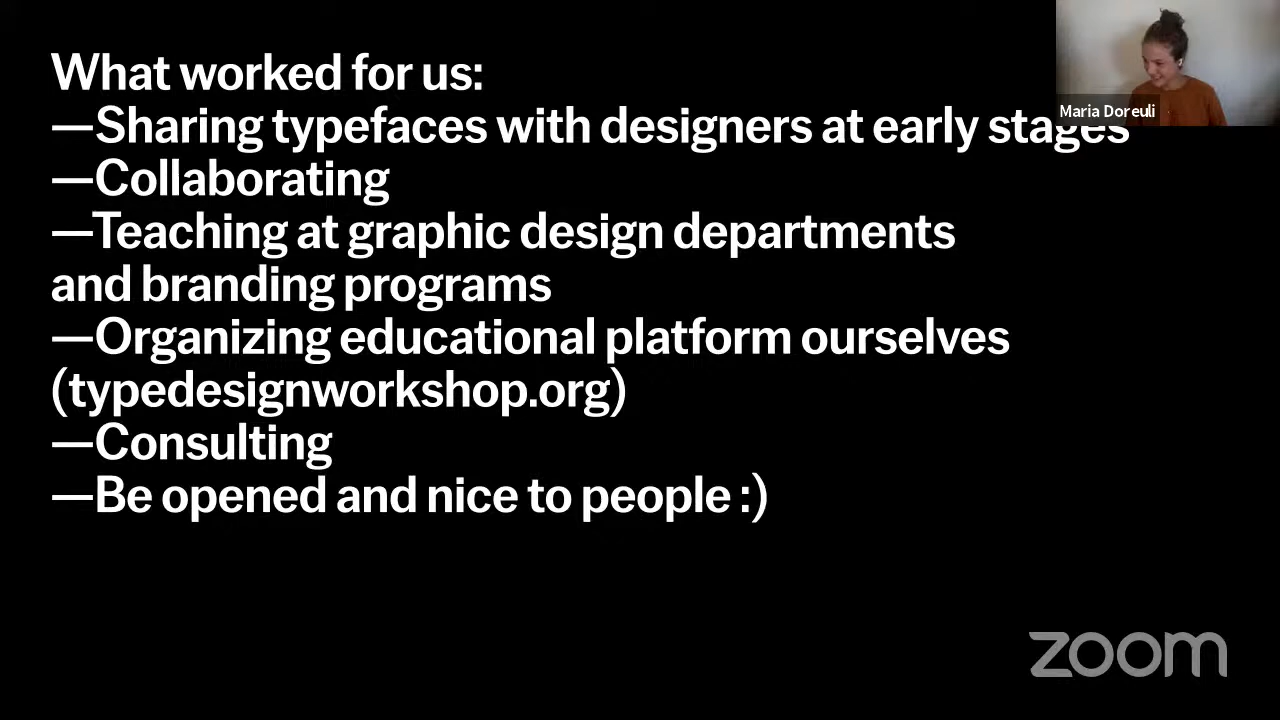 What worked for us:
—Sharing typefaces with designers at early stages
—Collaborating
—Teaching at graphic design departments
and branding programs
—Organizing educational platform ourselves
(typedesignworkshop.org)
—Consulting
—Be opened and nice to people :)
Maria Doreuli
zoom